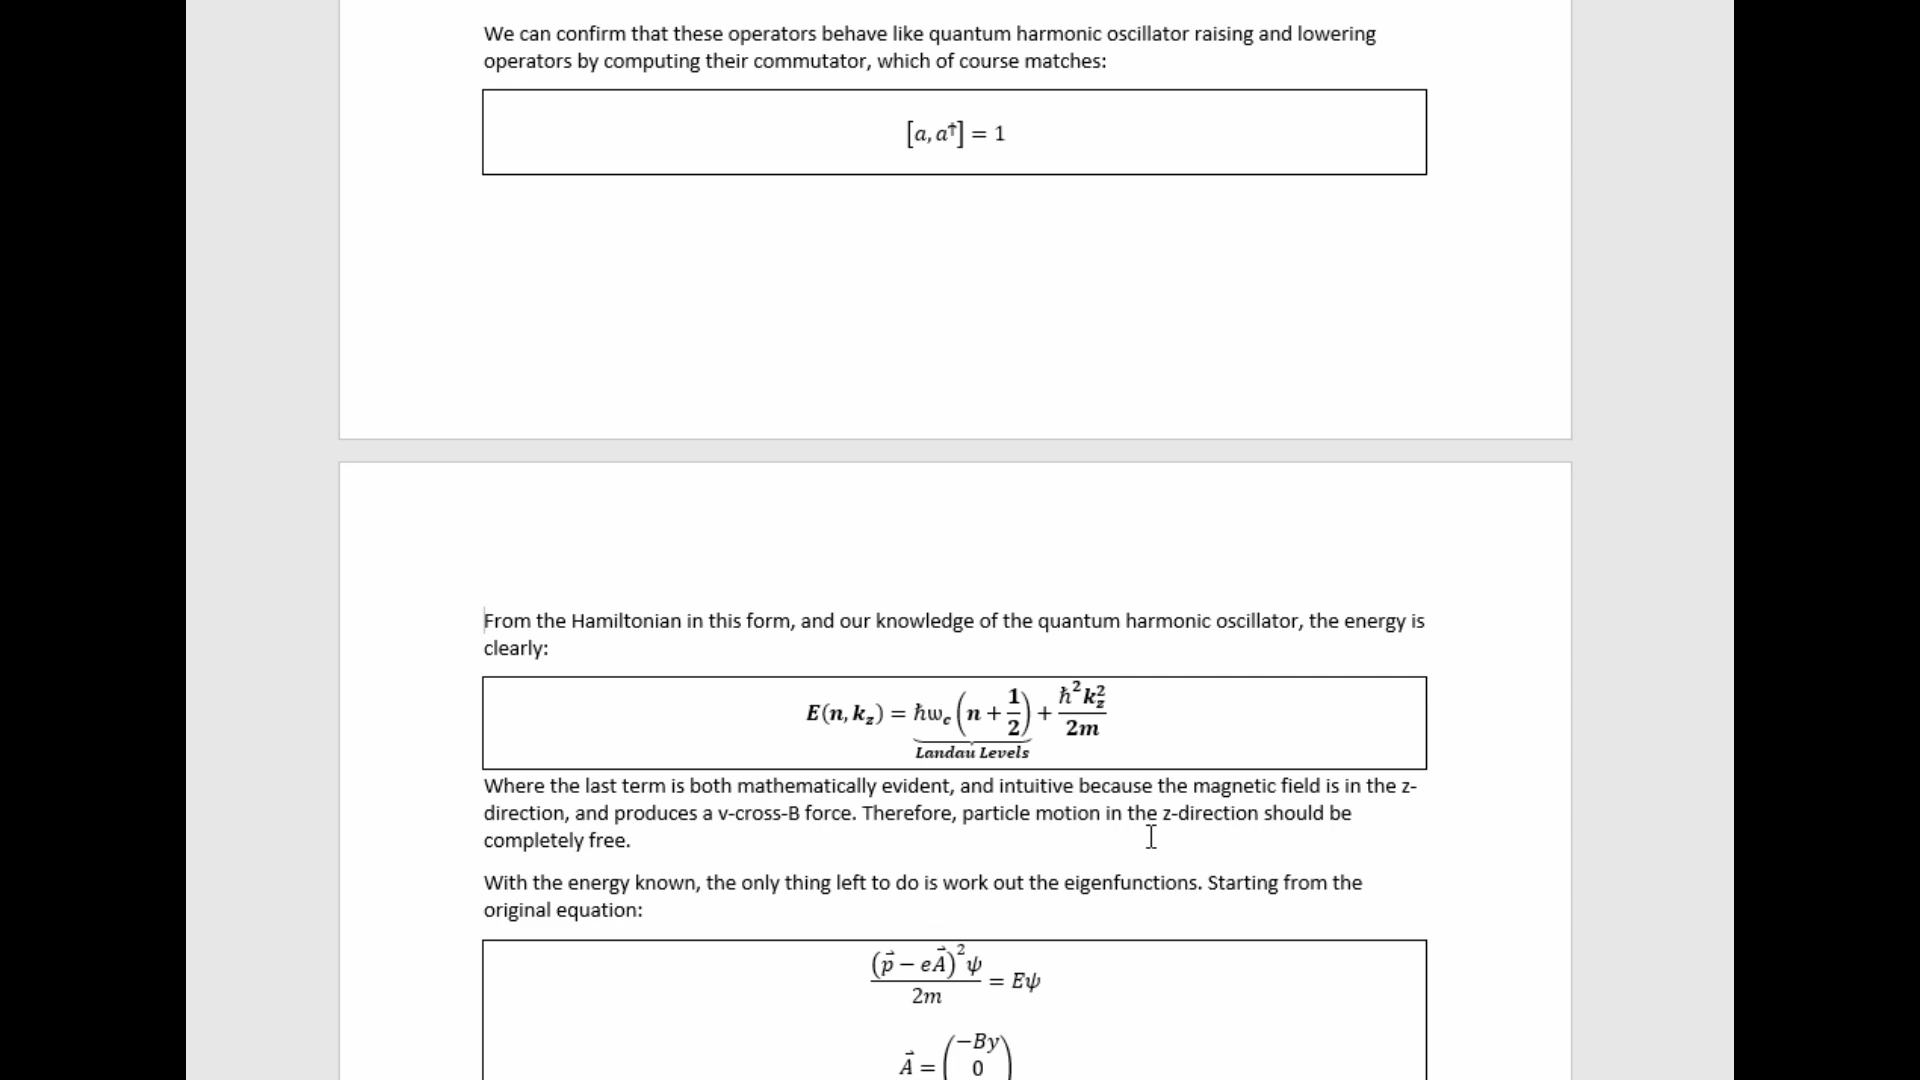 We can confirm that these operators behave like quantum harmonic oscillator raising and lowering
operators by computing their commutator, which of course matches:
[a, a†] = 1
From the Hamiltonian in this form, and our knowledge of the quantum harmonic oscillator, the energy is
clearly:
E(n, k_z) = ħw_c (n + 1/2) + ħ²k_z²/2m
Landau Levels
Where the last term is both mathematically evident, and intuitive because the magnetic field is in the z-
direction, and produces a v-cross-B force. Therefore, particle motion in the z-direction should be
completely free.
With the energy known, the only thing left to do is work out the eigenfunctions. Starting from the
original equation:
(p⃗ − eA⃗)²ψ/2m = Eψ
A⃗ = (−By
0